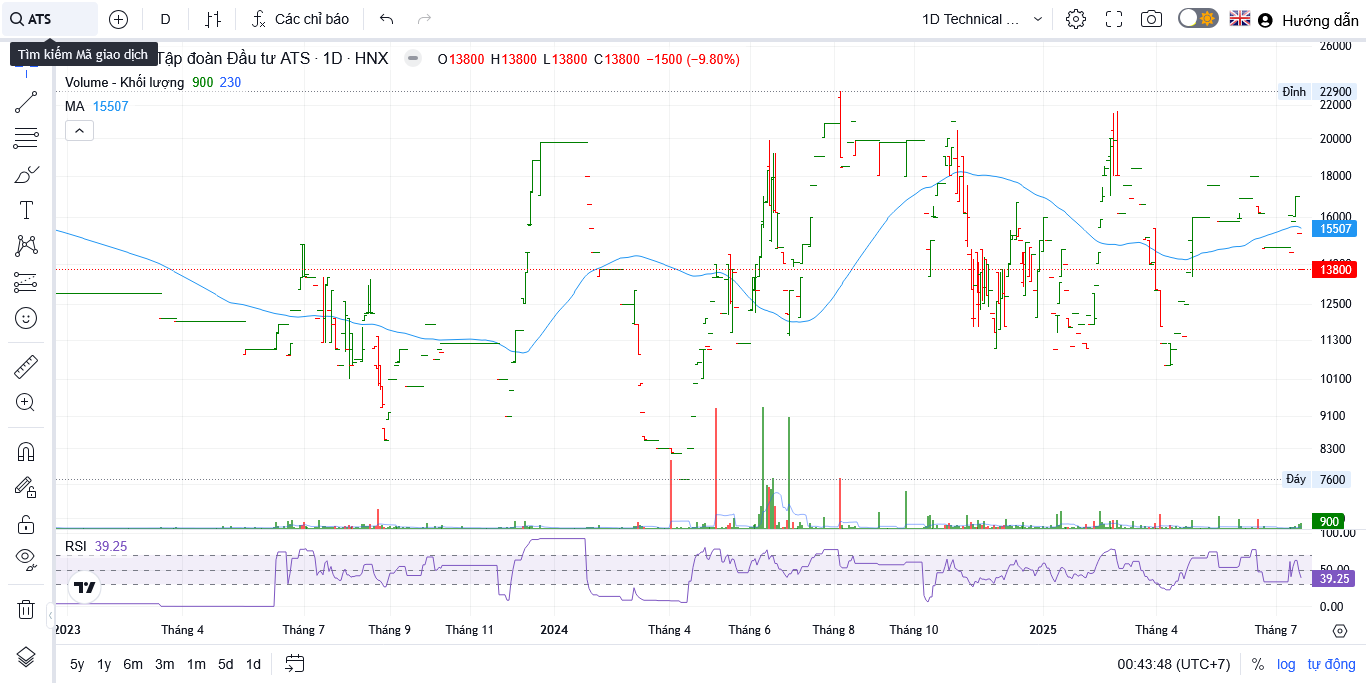 ATS D Các chỉ báo 1D Technical ... Hướng dẫn
Tìm kiếm Mã giao dịch
Tập đoàn Đầu tư ATS · 1D · HNX O13800 H13800 L13800 C13800 −1500 (−9.80%)
Volume - Khối lượng 900 230
MA 15507
26000
Đỉnh 22900
22000
20000
18000
16000
15507
13800
12500
11300
10100
9100
8300
Đáy 7600
900
100.00
RSI 39.25
50.00
39.25
0.00
2023 Tháng 4 Tháng 7 Tháng 9 Tháng 11 2024 Tháng 4 Tháng 6 Tháng 8 Tháng 10 2025 Tháng 4 Tháng 7
5y 1y 6m 3m 1m 5d 1d 00:43:48 (UTC+7) % log tự động